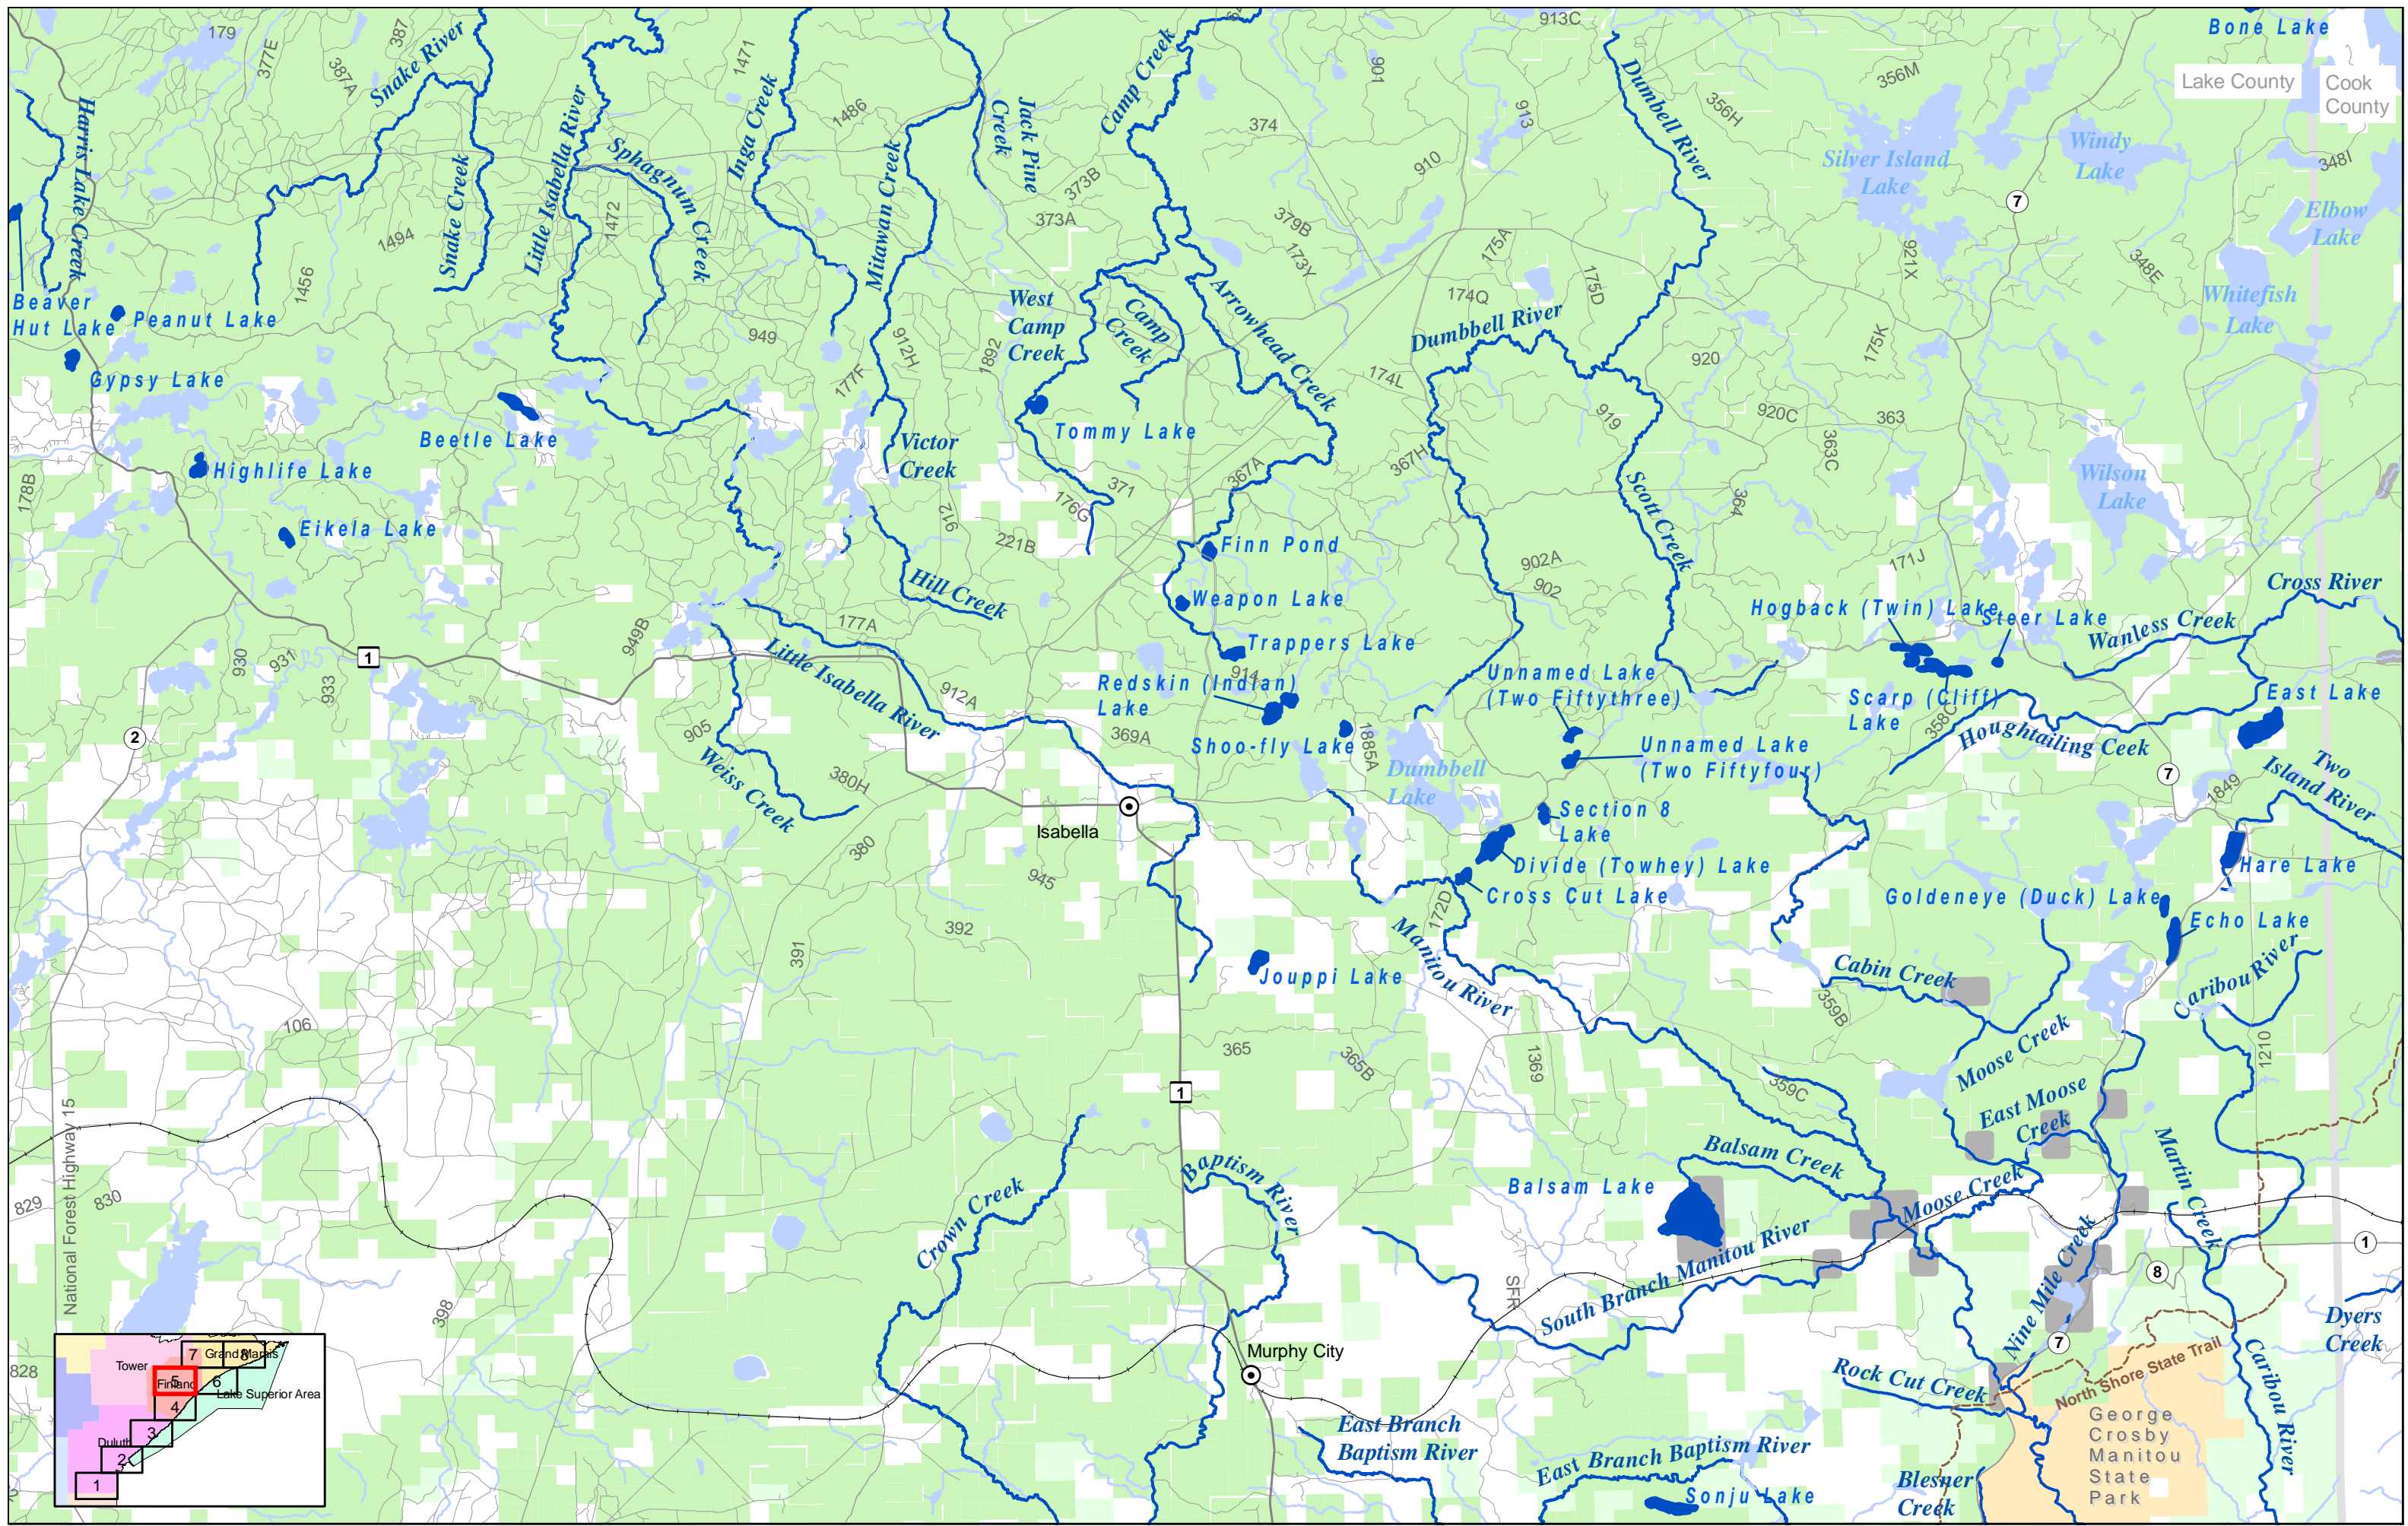 Bone Lake
Lake County
Cook
County
179
377E
387A
387
Snake River
1471
1486
Camp Creek
901
913C
913
356M
356H
Dumbell River
Harris Lake Creek
Snake Creek
Little Isabella River
Sphagnum Creek
Inga Creek
Mitawan Creek
Jack Pine
Creek
374
373B
373A
910
379B
173Y
175A
175D
174Q
Silver Island
Lake
Windy
Lake
348I
Elbow
Lake
7
921X
348E
Whitefish
Lake
1494
1456
1472
Beaver
Hut Lake
Peanut Lake
Gypsy Lake
949
177F
912H
1892
West
Camp
Creek
Camp
Creek
Arrowhead Creek
Dumbbell River
174L
920
175K
919
920C
363
363C
Beetle Lake
Highlife Lake
Eikela Lake
178B
Victor
Creek
Tommy Lake
371
176G
367A
367H
Scott Creek
364
Wilson
Lake
912
221B
Finn Pond
Weapon Lake
Trappers Lake
914
902A
902
171J
Cross River
Hogback (Twin) Lake
Steer Lake
Wanless Creek
Hill Creek
177A
949B
Little Isabella River
930
931
933
1
912A
Redskin (Indian)
Lake
Unnamed Lake
(Two Fiftythree)
Scarp (Cliff)
Lake
358C
East Lake
2
905
Weiss Creek
380H
369A
Shoo-fly Lake
1885A
Unnamed Lake
(Two Fiftyfour)
Houghtailing Ceek
Dumbbell
Lake
7
1849
Two
Island River
Isabella
380
945
Section 8
Lake
Divide (Towhey) Lake
Cross Cut Lake
172D
Hare Lake
Goldeneye (Duck) Lake
Echo Lake
392
391
Jouppi Lake
Manitou River
Cabin Creek
359B
Caribou River
106
365
365B
1369
359C
Moose Creek
1210
1
East Moose
Creek
National Forest Highway 15
829
830
Crown Creek
Baptism River
Balsam Creek
Balsam Lake
Moose Creek
Martin Creek
South Branch Manitou River
SFR
Nine Mile Creek
8
1
398
Dyers
Creek
7
828
Murphy City
Rock Cut Creek
North Shore State Trail
Caribou River
George
Crosby
Manitou
State
Park
East Branch
Baptism River
East Branch Baptism River
Sonju Lake
Blesner
Creek
Tower
7
8
Grand Marais
5
Finland
6
Lake Superior Area
4
3
Duluth
2
1